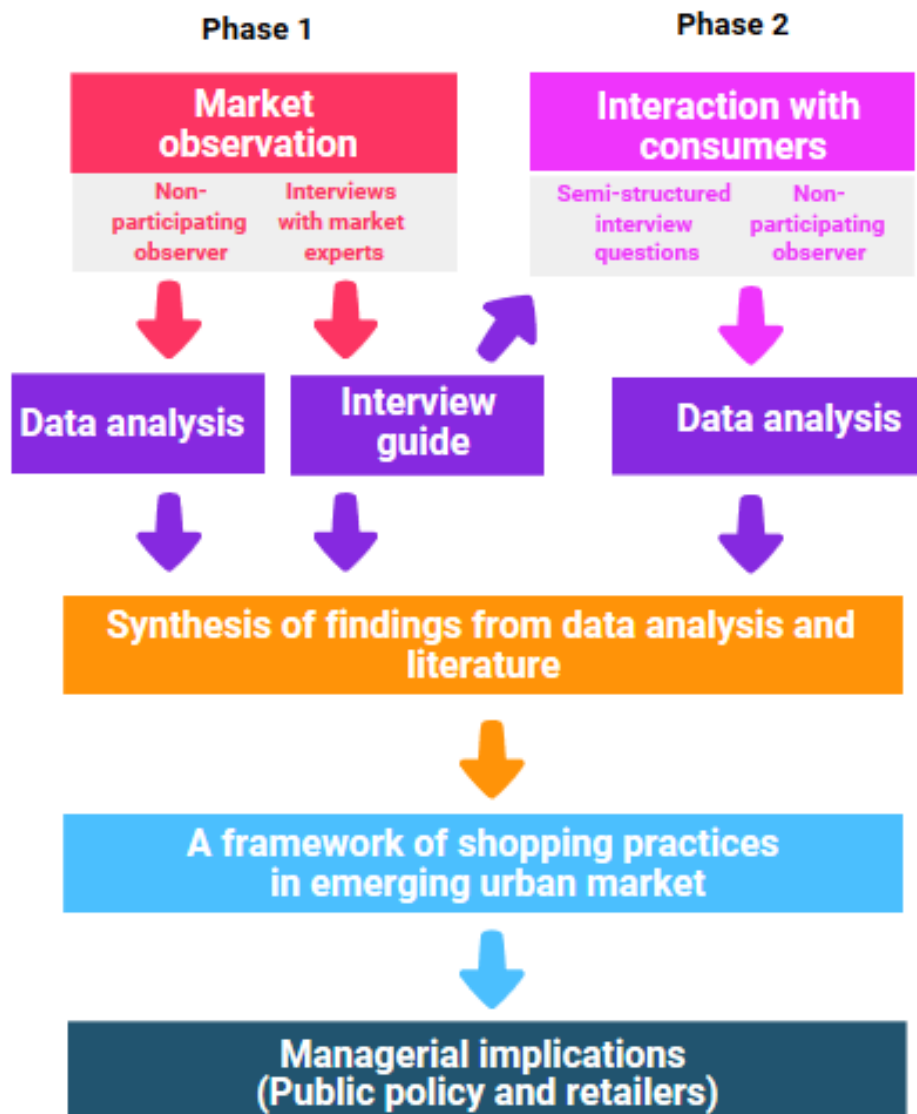 Phase 1
Phase 2
Market
observation
Interaction with
consumers
Non-
participating
observer
Interviews
with market
experts
Semi-structured
interview
questions
Non-
participating
observer
Data analysis
Interview
guide
Data analysis
Synthesis of findings from data analysis and
literature
A framework of shopping practices
in emerging urban market
Managerial implications
(Public policy and retailers)